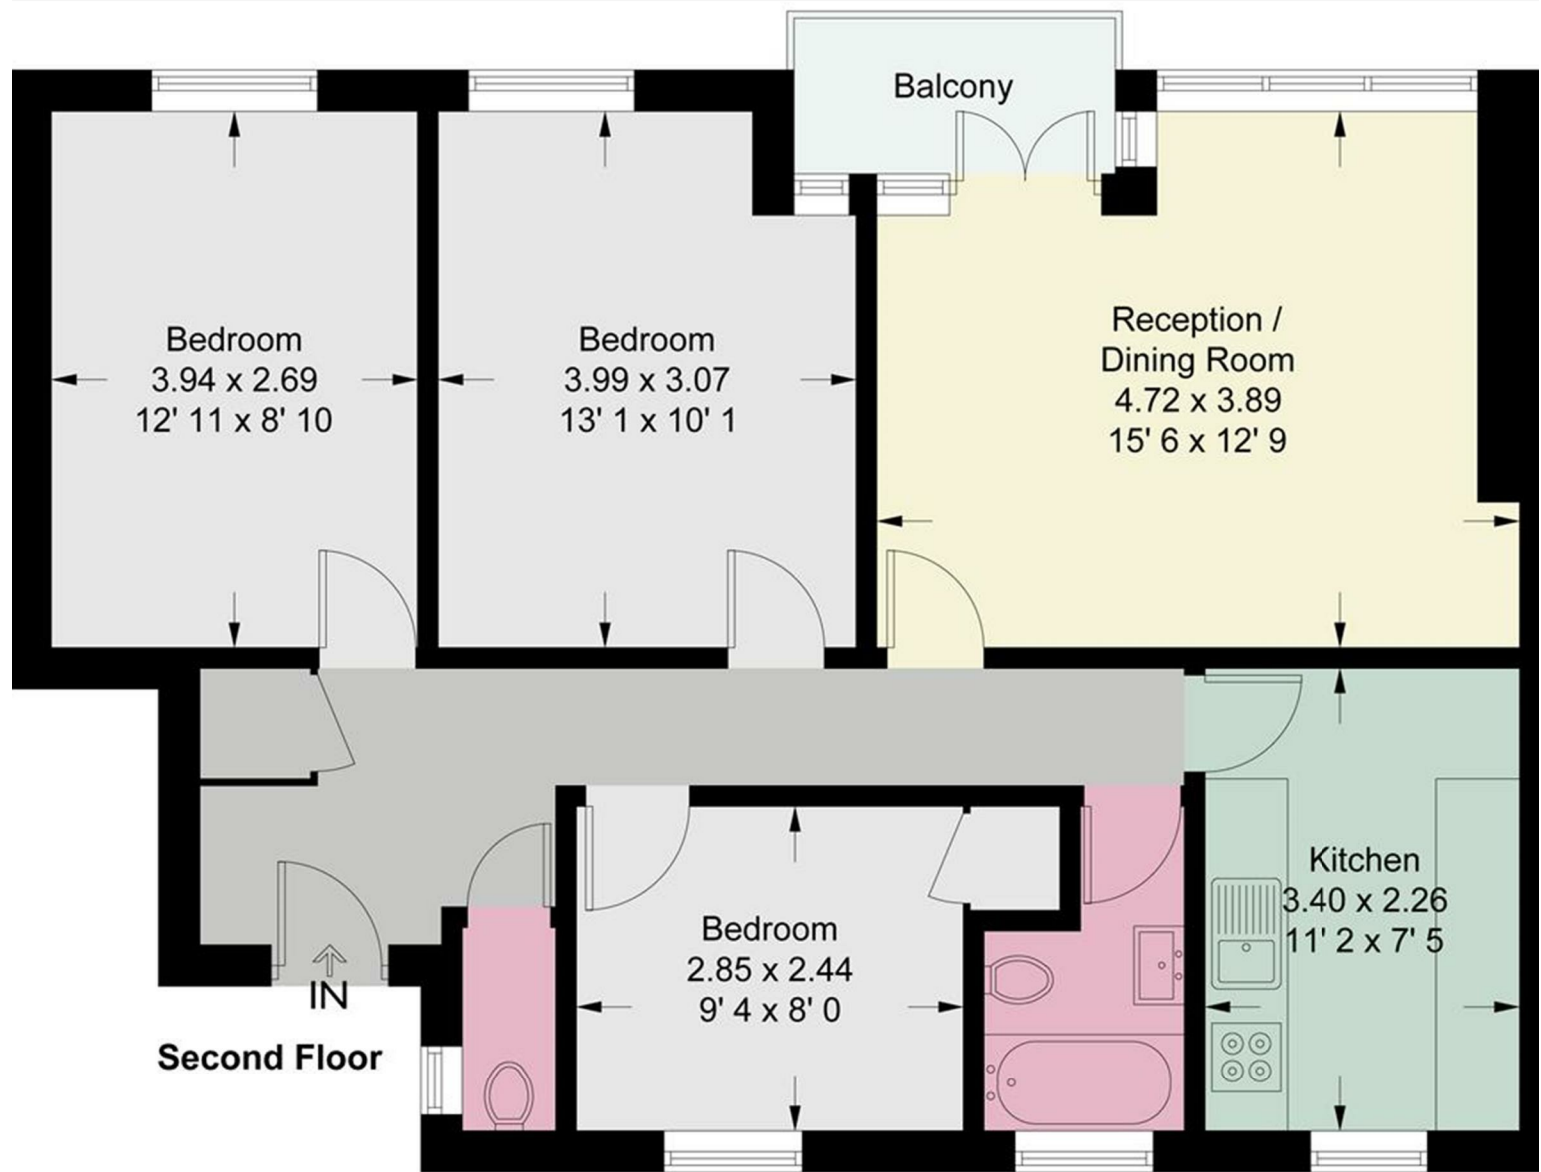 Balcony
Bedroom
3.94 x 2.69
12' 11 x 8' 10
Bedroom
3.99 x 3.07
13' 1 x 10' 1
Reception /
Dining Room
4.72 x 3.89
15' 6 x 12' 9
Kitchen
3.40 x 2.26
11' 2 x 7' 5
Bedroom
2.85 x 2.44
9' 4 x 8' 0
IN
Second Floor